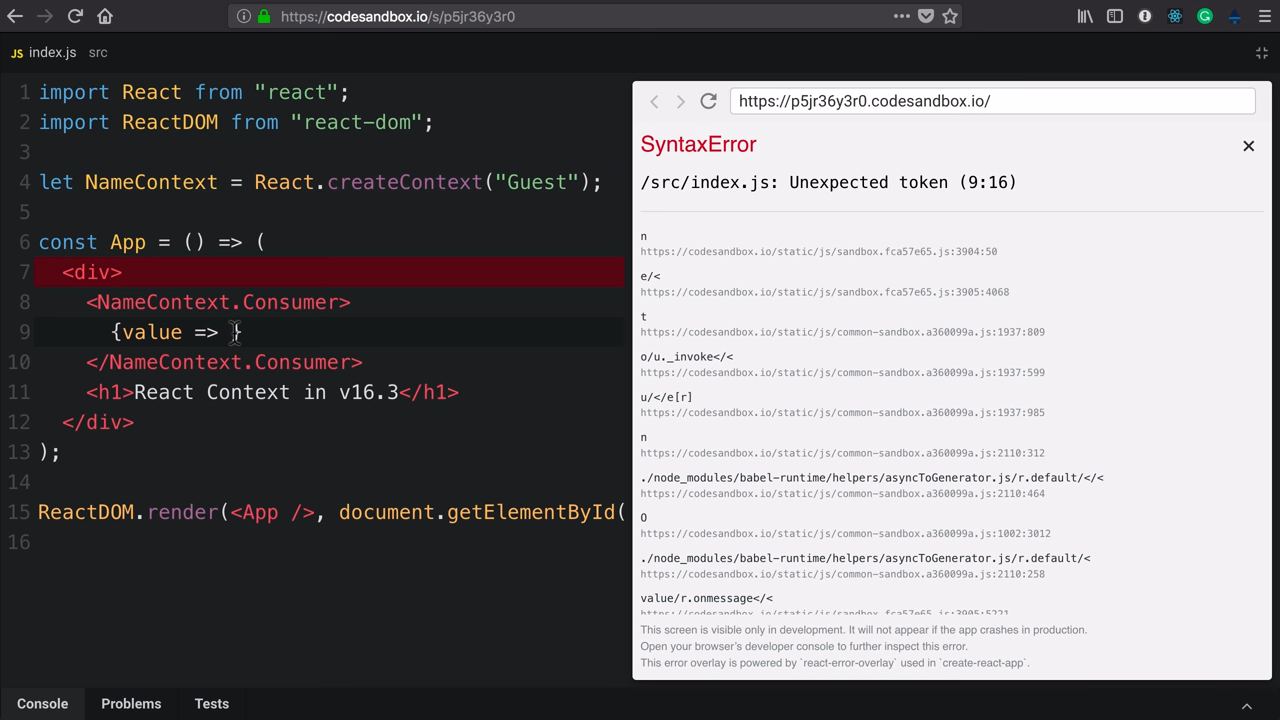 https://codesandbox.io/s/p5jr36y3r0
JS index.js src
1 import React from "react";
2 import ReactDOM from "react-dom";
3
4 let NameContext = React.createContext("Guest");
5
6 const App = () => (
7 <div>
8 <NameContext.Consumer>
9 {value => }
10 </NameContext.Consumer>
11 <h1>React Context in v16.3</h1>
12 </div>
13 );
14
15 ReactDOM.render(<App />, document.getElementById(
16
https://p5jr36y3r0.codesandbox.io/
SyntaxError
/src/index.js: Unexpected token (9:16)
n
https://codesandbox.io/static/js/sandbox.fca57e65.js:3904:50
e/<
https://codesandbox.io/static/js/sandbox.fca57e65.js:3905:4068
t
https://codesandbox.io/static/js/common-sandbox.a360099a.js:1937:809
o/u._invoke</<
https://codesandbox.io/static/js/common-sandbox.a360099a.js:1937:599
u/</e[r]
https://codesandbox.io/static/js/common-sandbox.a360099a.js:1937:985
n
https://codesandbox.io/static/js/common-sandbox.a360099a.js:2110:312
./node_modules/babel-runtime/helpers/asyncToGenerator.js/r.default/</<
https://codesandbox.io/static/js/common-sandbox.a360099a.js:2110:464
O
https://codesandbox.io/static/js/common-sandbox.a360099a.js:1002:3012
./node_modules/babel-runtime/helpers/asyncToGenerator.js/r.default/<
https://codesandbox.io/static/js/common-sandbox.a360099a.js:2110:258
value/r.onmessage</<
https://codesandbox.io/static/js/sandbox.fca57e65.js:3905:5221
This screen is visible only in development. It will not appear if the app crashes in production.
Open your browser's developer console to further inspect this error.
This error overlay is powered by `react-error-overlay` used in `create-react-app`.
Console Problems Tests